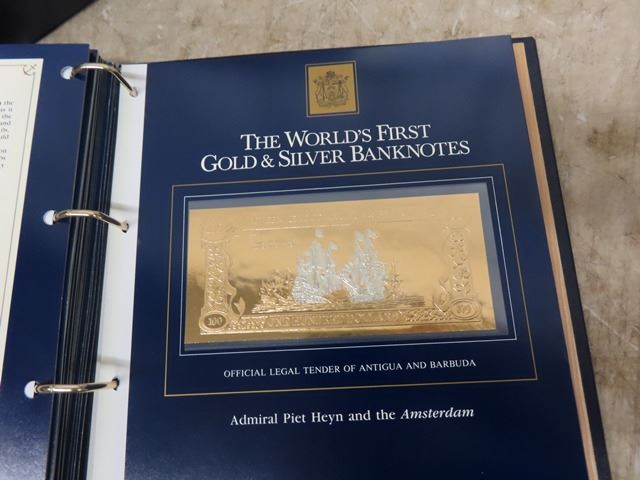 THE WORLD'S FIRST
GOLD & SILVER BANKNOTES
100
ONE HUNDRED DOLLARS
OFFICIAL LEGAL TENDER OF ANTIGUA AND BARBUDA
Admiral Piet Heyn and the Amsterdam